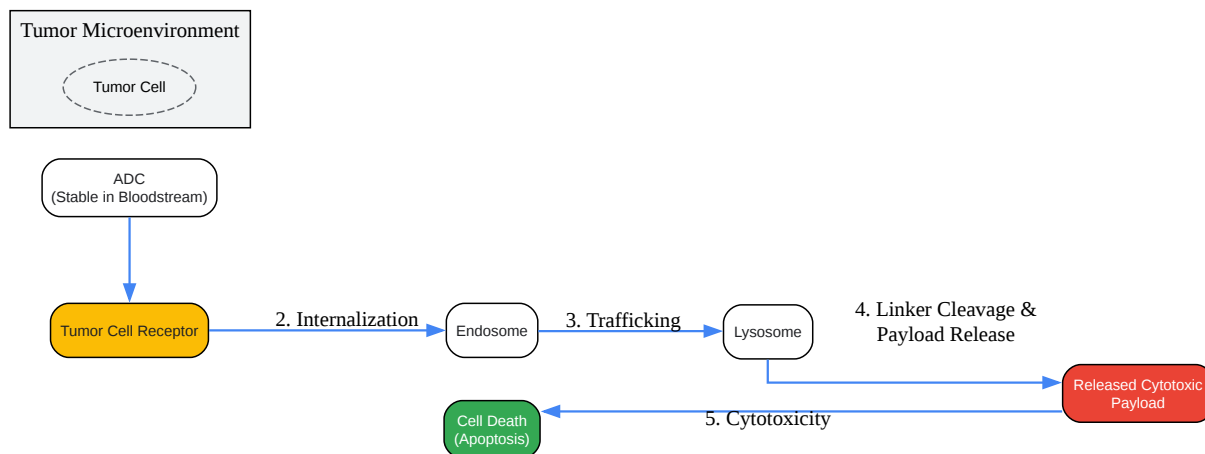 Tumor Microenvironment
Tumor Cell
ADC
(Stable in Bloodstream)
Tumor Cell Receptor
2. Internalization
Endosome
3. Trafficking
Lysosome
4. Linker Cleavage &
Payload Release
Released Cytotoxic
Payload
5. Cytotoxicity
Cell Death
(Apoptosis)